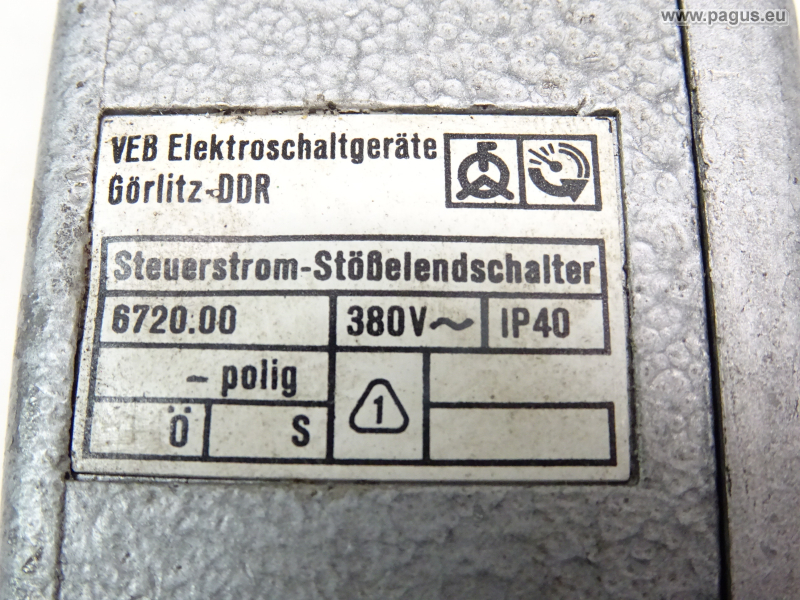 www.pagus.eu
VEB Elektroschaltgeräte
Görlitz-DDR
Steuerstrom-Stößelendschalter
6720.00 380V~ IP40
- polig
1
Ö S